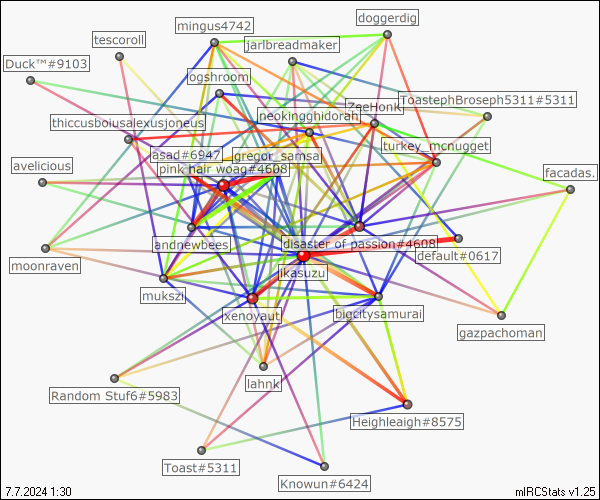 doggerdig
mingus4742
tescoroll
jarlbreadmaker
Duck™#9103
ogshroom
ToastephBroseph5311#5311
ZeeHonk
neokingghidorah
thiccusboiusalexusjoneus
turkey_mcnugget
asad#6947
gregor_samsa
avelicious
pink hair woag#4608
facadas.
andnewbees
disaster of passion#4608
default#0617
moonraven
ikasuzu
mukszi
xenoyaut
bigcitysamurai
gazpachoman
lahnk
Random Stuf6#5983
Heighleaigh#8575
Toast#5311
Knowun#6424
7.7.2024 1:30
mIRCStats v1.25